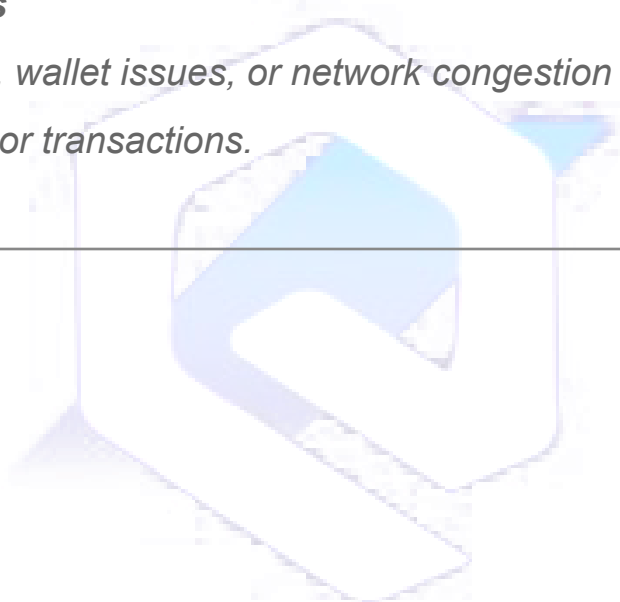 wallet issues, or network congestion
or transactions.